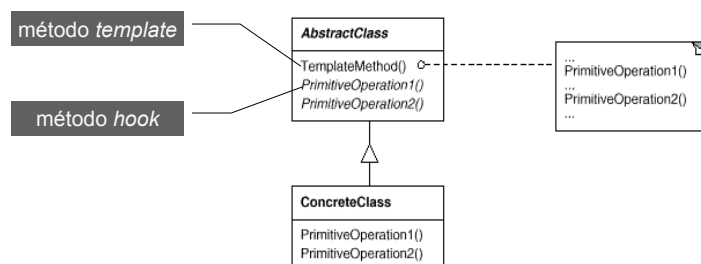 método template
método hook
AbstractClass
TemplateMethod()
PrimitiveOperation1()
PrimitiveOperation2()
...
PrimitiveOperation1()
...
PrimitiveOperation2()
...
ConcreteClass
PrimitiveOperation1()
PrimitiveOperation2()